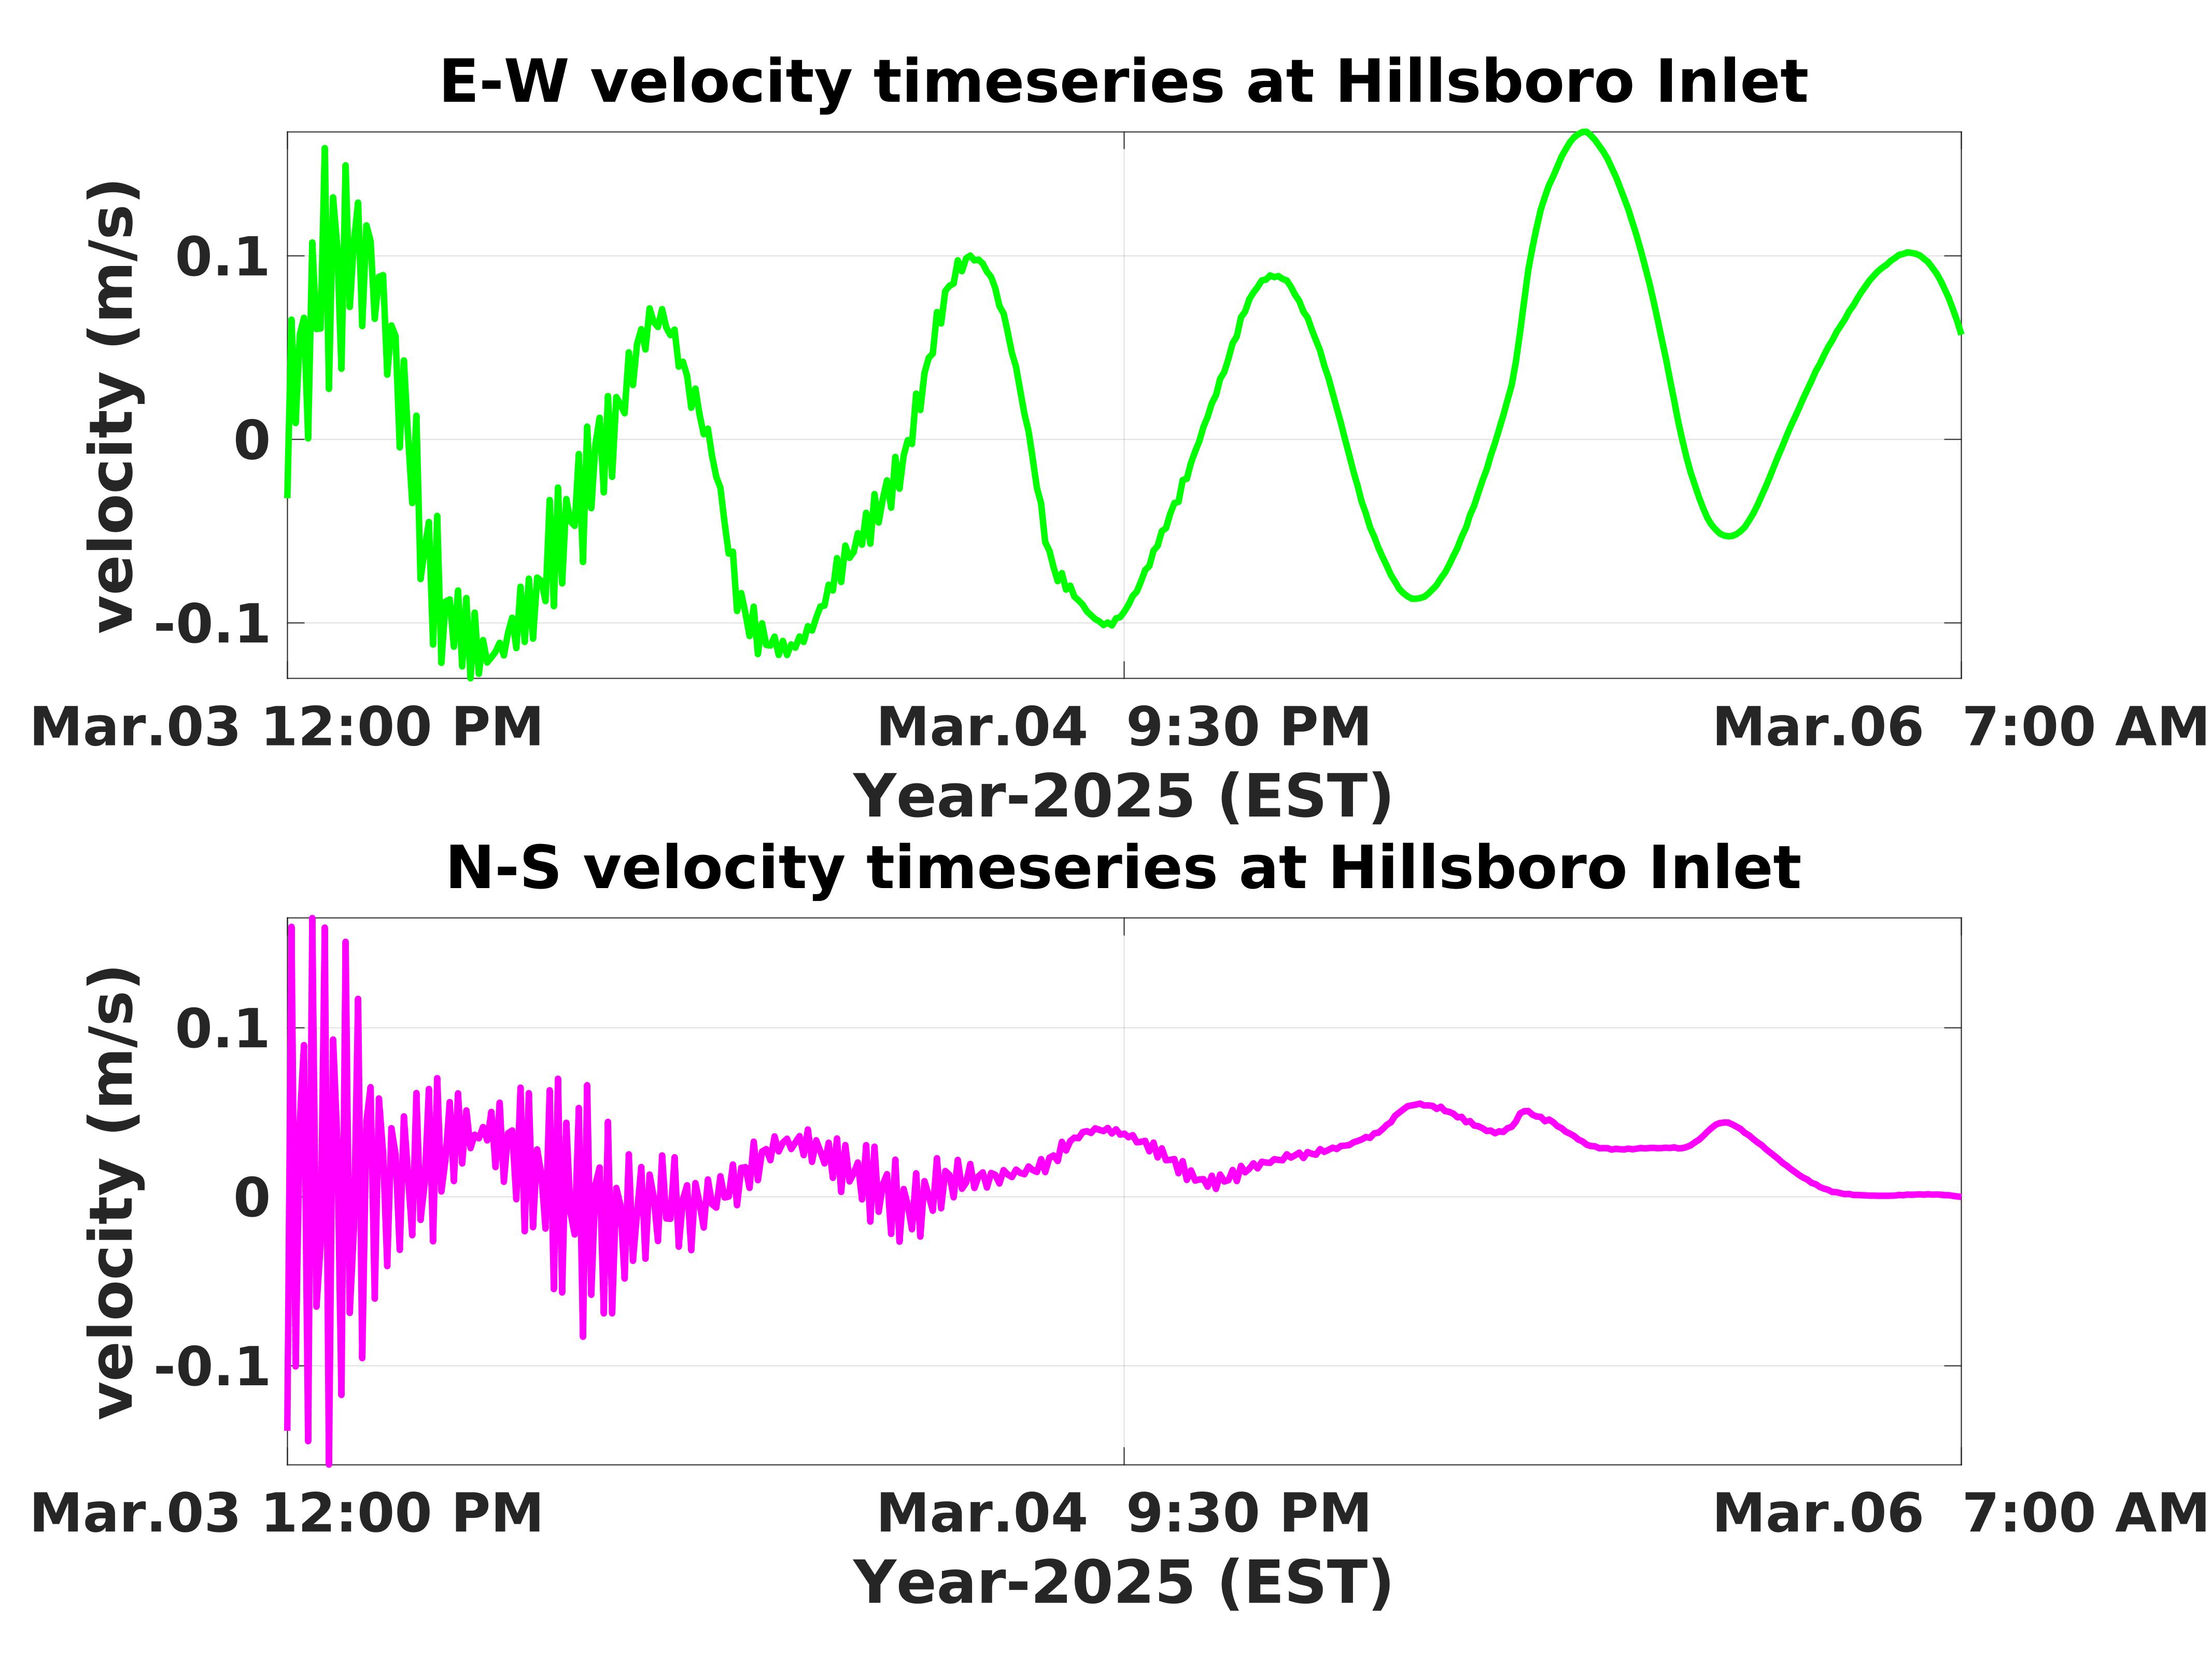 E-W velocity timeseries at Hillsboro Inlet
velocity (m/s)
0.1
0
-0.1
Mar.03 12:00 PM Mar.04 9:30 PM Mar.06 7:00 AM
Year-2025 (EST)
N-S velocity timeseries at Hillsboro Inlet
velocity (m/s)
0.1
0
-0.1
Mar.03 12:00 PM Mar.04 9:30 PM Mar.06 7:00 AM
Year-2025 (EST)